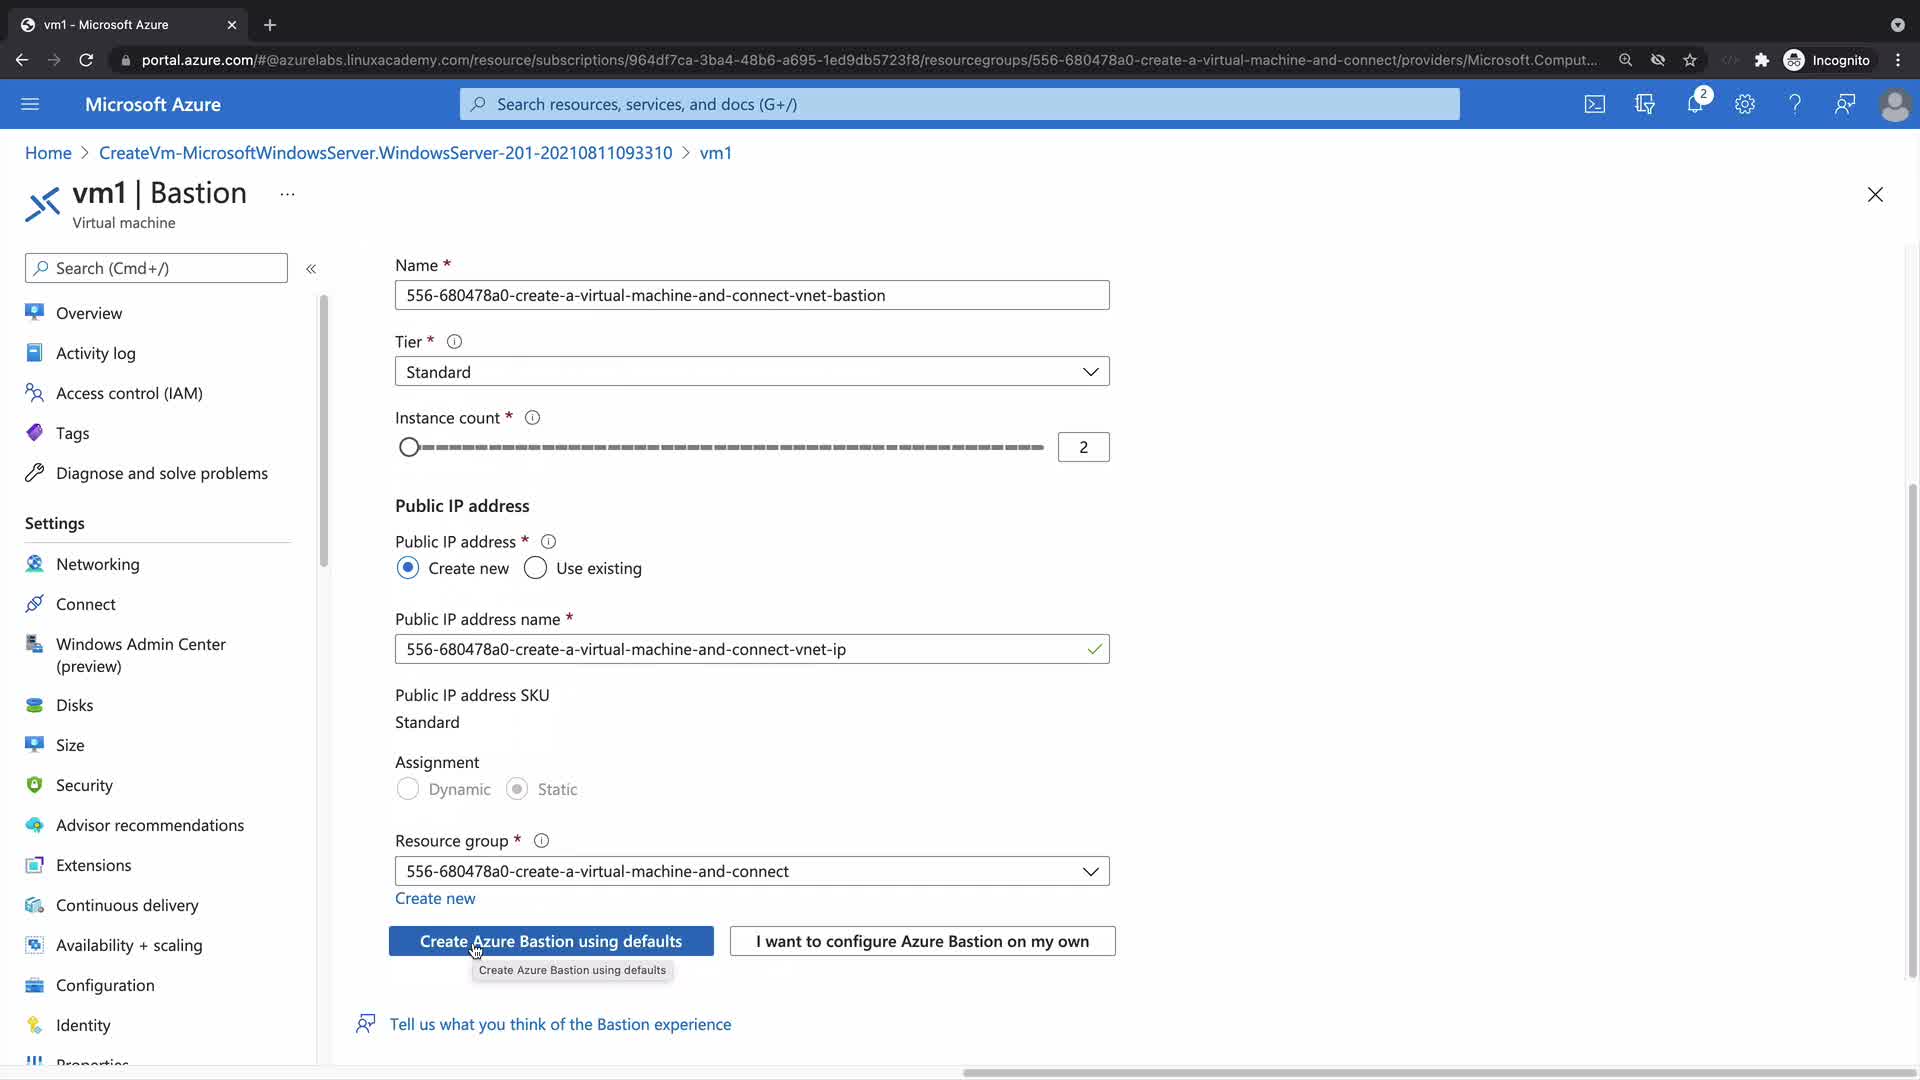 vm1 - Microsoft Azure
portal.azure.com/#@azurelabs.linuxacademy.com/resource/subscriptions/964df7ca-3ba4-48b6-a695-1ed9db5723f8/resourcegroups/556-680478a0-create-a-virtual-machine-and-connect/providers/Microsoft.Comput...
Incognito
Microsoft Azure
Search resources, services, and docs (G+/)
2
Home > CreateVm-MicrosoftWindowsServer.WindowsServer-201-20210811093310 > vm1
vm1 | Bastion ...
Virtual machine
Search (Cmd+/)
«
Overview
Activity log
Access control (IAM)
Tags
Diagnose and solve problems
Settings
Networking
Connect
Windows Admin Center
(preview)
Disks
Size
Security
Advisor recommendations
Extensions
Continuous delivery
Availability + scaling
Configuration
Identity
Properties
Name *
556-680478a0-create-a-virtual-machine-and-connect-vnet-bastion
Tier *
Standard
Instance count *
2
Public IP address
Public IP address *
Create new
Use existing
Public IP address name *
556-680478a0-create-a-virtual-machine-and-connect-vnet-ip
Public IP address SKU
Standard
Assignment
Dynamic
Static
Resource group *
556-680478a0-create-a-virtual-machine-and-connect
Create new
Create Azure Bastion using defaults
I want to configure Azure Bastion on my own
Create Azure Bastion using defaults
Tell us what you think of the Bastion experience